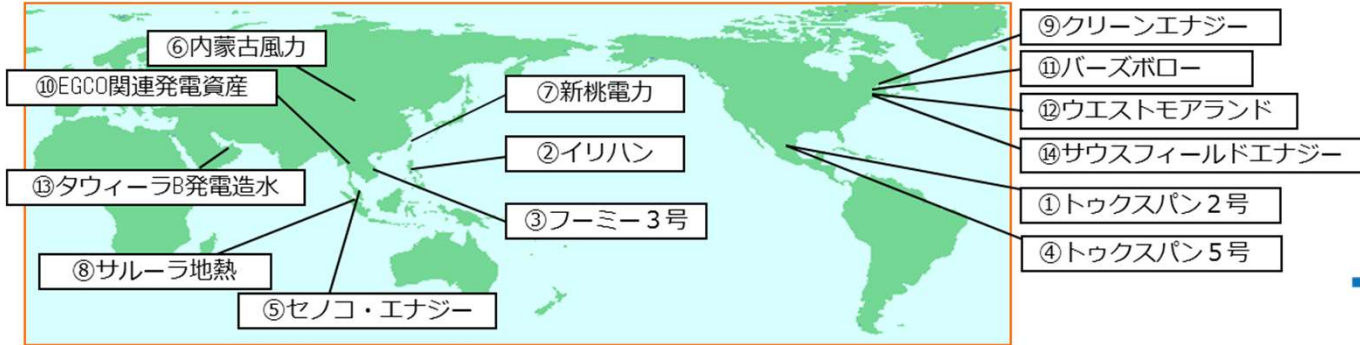 ⑥内蒙古風力
⑩EGCO関連発電資産
⑬タウィーラB発電造水
⑧サルーラ地熱
⑤セノコ・エナジー
⑦新桃電力
②イリハン
③フーミー3号
⑨クリーンエナジー
⑪バーズボロー
⑫ウエストモアランド
⑭サウスフィールドエナジー
①トゥクスパン2号
④トゥクスパン5号